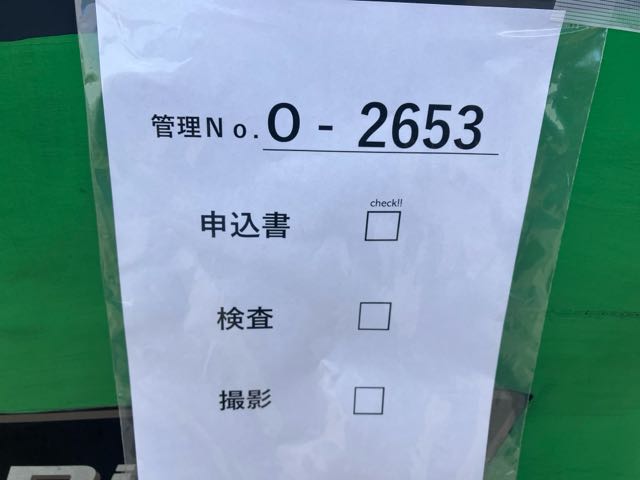 管理No. O - 2653
check!!
申込書 □
検査 □
撮影 □